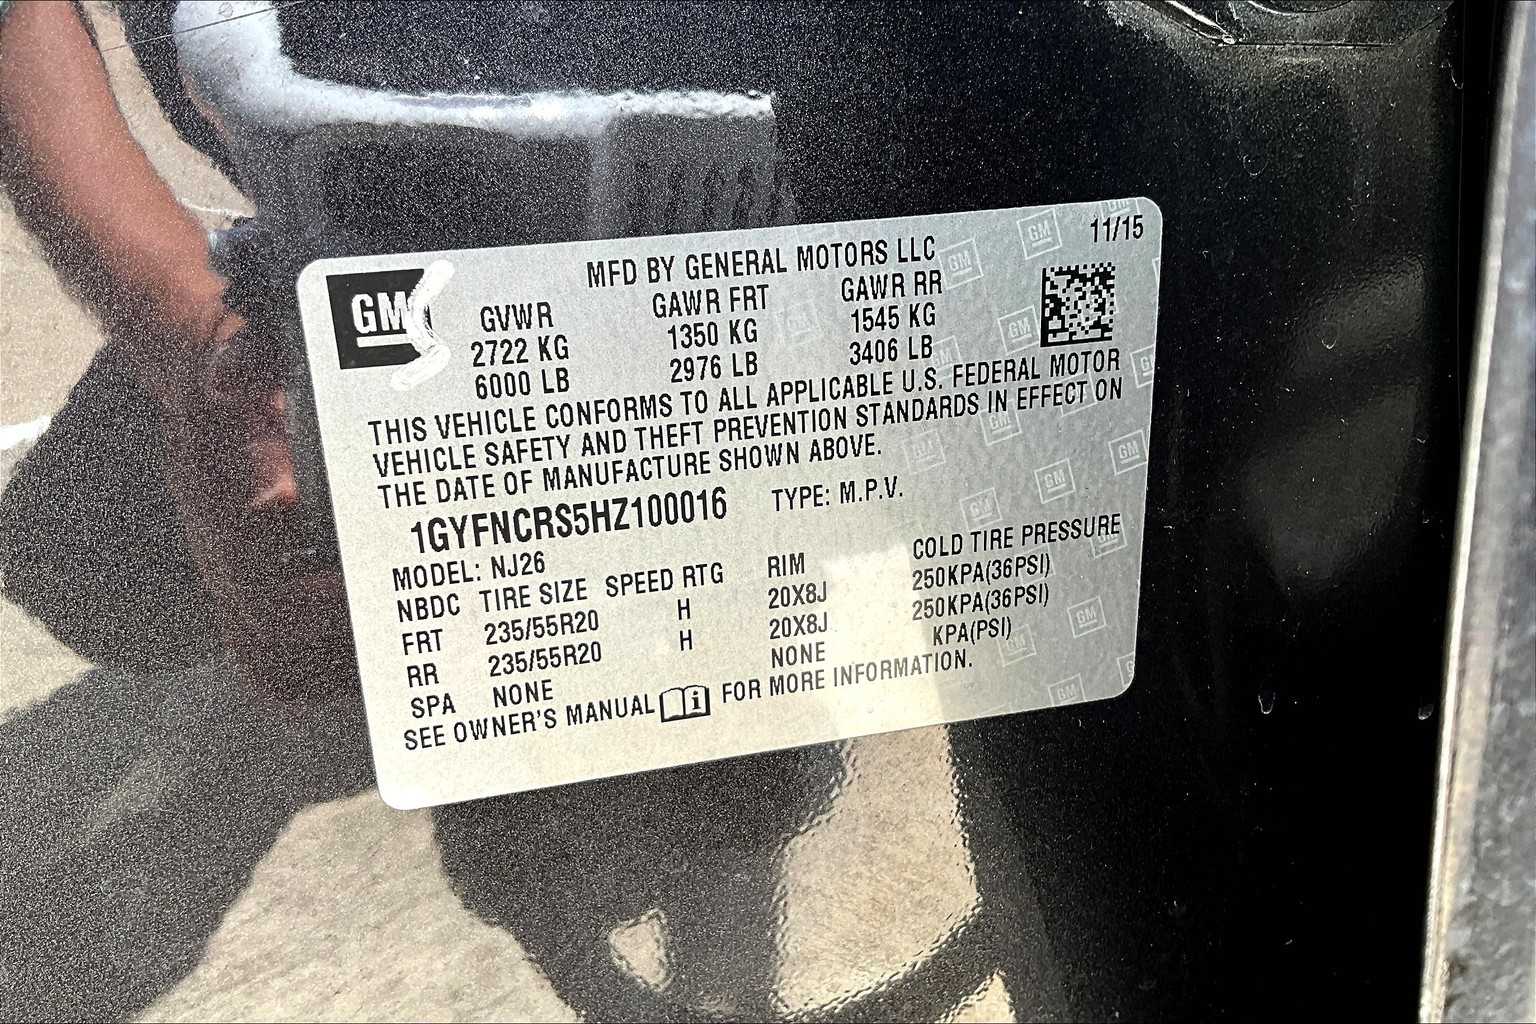 11/15
GM
MFD BY GENERAL MOTORS LLC
GVWR GAWR FRT GAWR RR
2722 KG 1350 KG 1545 KG
6000 LB 2976 LB 3406 LB
THIS VEHICLE CONFORMS TO ALL APPLICABLE U.S. FEDERAL MOTOR
VEHICLE SAFETY AND THEFT PREVENTION STANDARDS IN EFFECT ON
THE DATE OF MANUFACTURE SHOWN ABOVE.
1GYFNCRS5HZ100016 TYPE: M.P.V.
MODEL: NJ26
NBDC TIRE SIZE SPEED RTG RIM COLD TIRE PRESSURE
FRT 235/55R20 H 20X8J 250KPA(36PSI)
RR 235/55R20 H 20X8J 250KPA(36PSI)
SPA NONE NONE KPA(PSI)
SEE OWNER'S MANUAL FOR MORE INFORMATION.